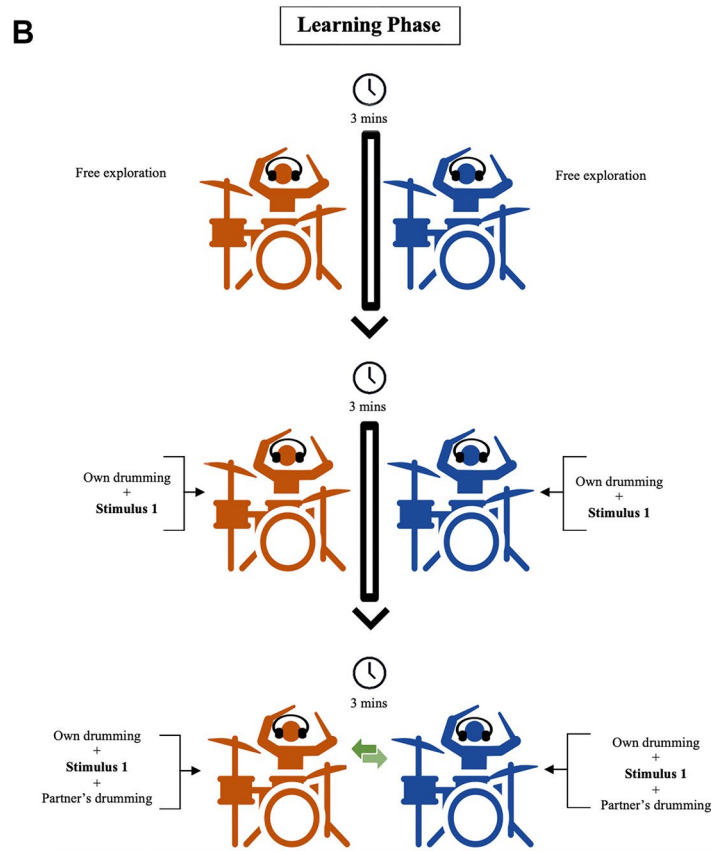 B
Learning Phase
3 mins
Free exploration
Free exploration
3 mins
Own drumming
+
Stimulus 1
Own drumming
+
Stimulus 1
3 mins
Own drumming
+
Stimulus 1
+
Partner's drumming
Own drumming
+
Stimulus 1
+
Partner's drumming